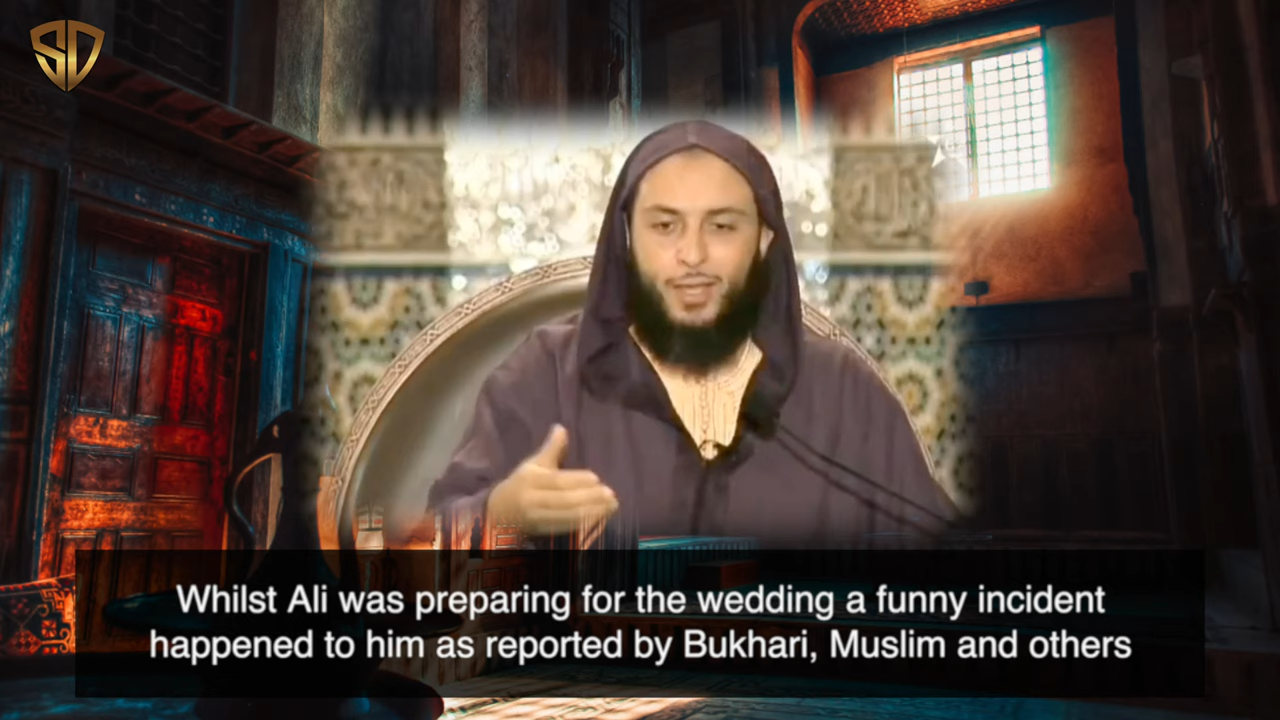 SD
Whilst Ali was preparing for the wedding a funny incident
happened to him as reported by Bukhari, Muslim and others